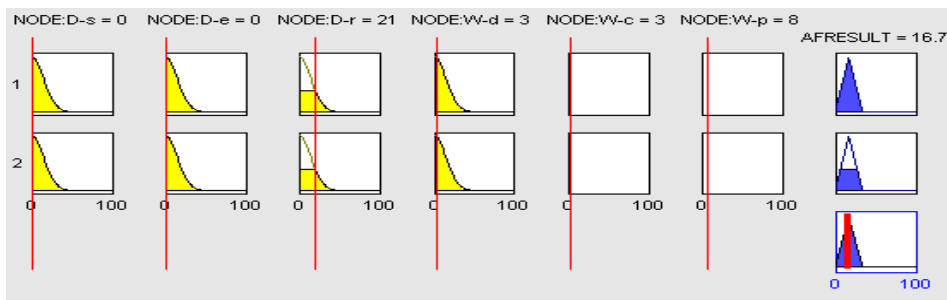 NODE:D-s = 0 NODE:D-e = 0 NODE:D-r = 21 NODE:W-d = 3 NODE:W-c = 3 NODE:W-p = 8
AFRESULT = 16.7
1
2
0 100 0 100 0 100 0 100 0 100 0 100
0 100